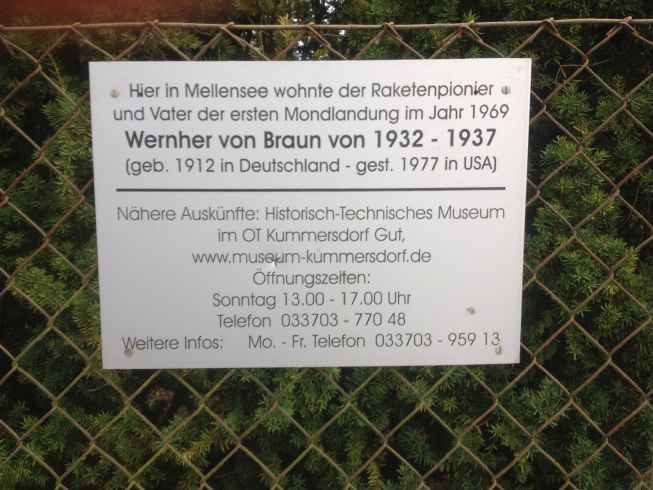 Hier in Mellensee wohnte der Raketenpionier
und Vater der ersten Mondlandung im Jahr 1969
Wernher von Braun von 1932 - 1937
(geb. 1912 in Deutschland - gest. 1977 in USA)
Nähere Auskünfte: Historisch-Technisches Museum
im OT Kummersdorf Gut,
www.museum-kummersdorf.de
Öffnungszeiten:
Sonntag 13.00 - 17.00 Uhr
Telefon 033703 - 770 48
Weitere Infos: Mo. - Fr. Telefon 033703 - 959 13